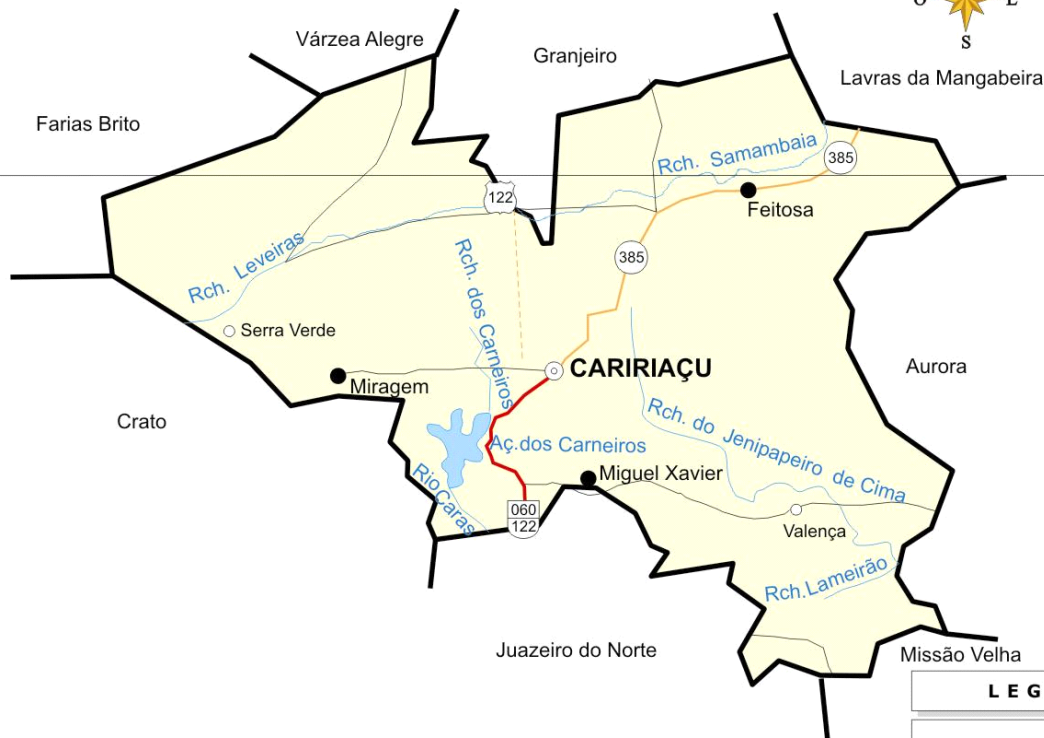 O
L
S
Várzea Alegre
Granjeiro
Lavras da Mangabeira
Farias Brito
Rch. Samambaia
385
122
Feitosa
Rch. Leveiras
Rch. dos Carneiros
385
Serra Verde
CARIRIAÇU
Miragem
Aurora
Crato
Rch. do Jenipapeiro de Cima
Aç.dos Carneiros
Rio Caras
Miguel Xavier
060
122
Valença
Rch.Lameirão
Juazeiro do Norte
Missão Velha
LEG